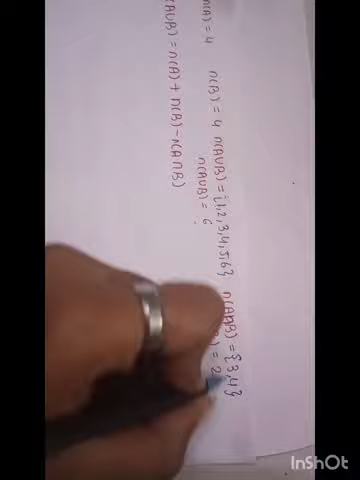 n(A) = 4 n(B) = 4 n(A∪B) = {1,2,3,4,5,6} n(A∩B) = {3,4}
n(A∪B) = 6 B) = 2
(A∪B) = n(A) + n(B) - n(A∩B)
InShOt